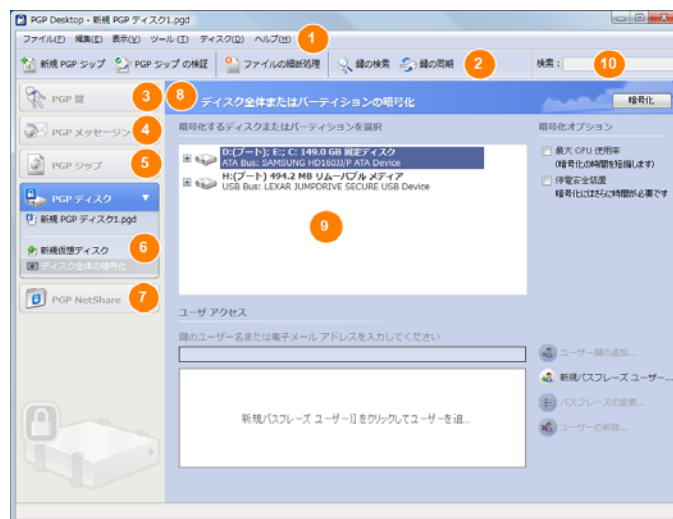 PGP Desktop - 新規 PGP ディスク1.pgd
ファイル(F) 編集(E) 表示(V) ツール(T) ディスク(D) ヘルプ(H) 1
新規 PGP ジップ PGP ジップ の検証 ファイルの細断処理 鍵の検索 鍵の同期 2 検索: 10
PGP 鍵 3
8 ディスク全体またはパーティションの暗号化 暗号化
PGP メッセージン 4
暗号化するディスクまたはパーティションを選択
暗号化オプション
PGP ジップ 5
D:(ブート): E:; C: 149.0 GB 固定ディスク
ATA Bus: SAMSUNG HD160JJ/P ATA Device
H:(ブート) 494.2 MB リムーバブル メディア
USB Bus: LEXAR JUMPDRIVE SECURE USB Device
最大 CPU 使用率
(暗号化の時間を短縮します)
停電安全装置
暗号化にはさらに時間が必要です
PGP ディスク
新規 PGP ディスク1.pgd
新規仮想ディスク 6
ディスク全体の暗号化
9
PGP NetShare 7
ユーザ アクセス
鍵のユーザー名または電子メール アドレスを入力してください
ユーザー鍵の追加...
新規パスフレーズ ユーザー...
パスフレーズの変更...
ユーザーの削除...
新規パスフレーズ ユーザー)] をクリックしてユーザーを追...